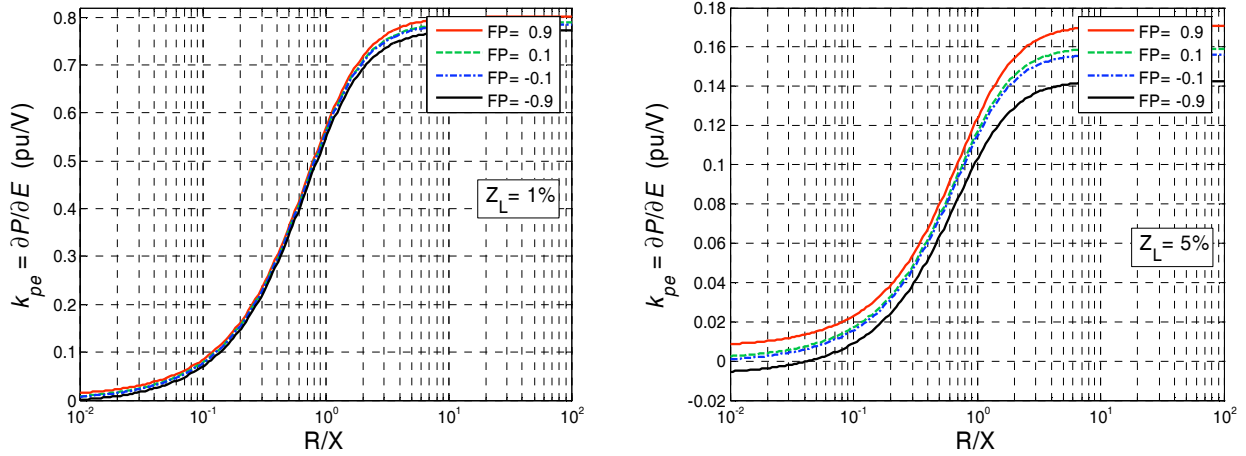 0.8
0.7
0.6
0.5
0.4
0.3
0.2
0.1
0
k_pe = ∂P/∂E (pu/V)
10^-2
10^-1
10^0
10^1
10^2
R/X
FP= 0.9
FP= 0.1
FP= -0.1
FP= -0.9
Z_L= 1%
0.18
0.16
0.14
0.12
0.1
0.08
0.06
0.04
0.02
0
-0.02
k_pe = ∂P/∂E (pu/V)
10^-2
10^-1
10^0
10^1
10^2
R/X
FP= 0.9
FP= 0.1
FP= -0.1
FP= -0.9
Z_L= 5%